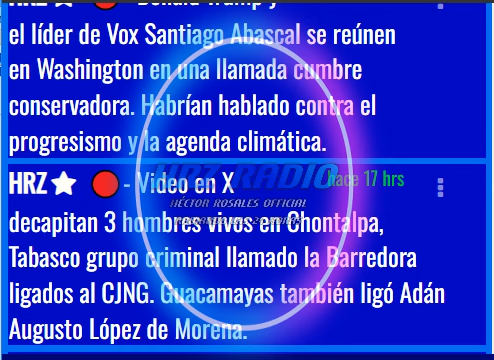 HRZ - Donald Trump y
el líder de Vox Santiago Abascal se reúnen
en Washington en una llamada cumbre
conservadora. Habrían hablado contra el
progresismo y la agenda climática.
HRZ - Video en X hace 17 hrs
HRZ RADIO
HÉCTOR ROSALES OFFICIAL
decapitan 3 hombres vivos en Chontalpa,
Tabasco grupo criminal llamado la Barredora
ligados al CJNG. Guacamayas también ligó Adán
Augusto López de Morena.